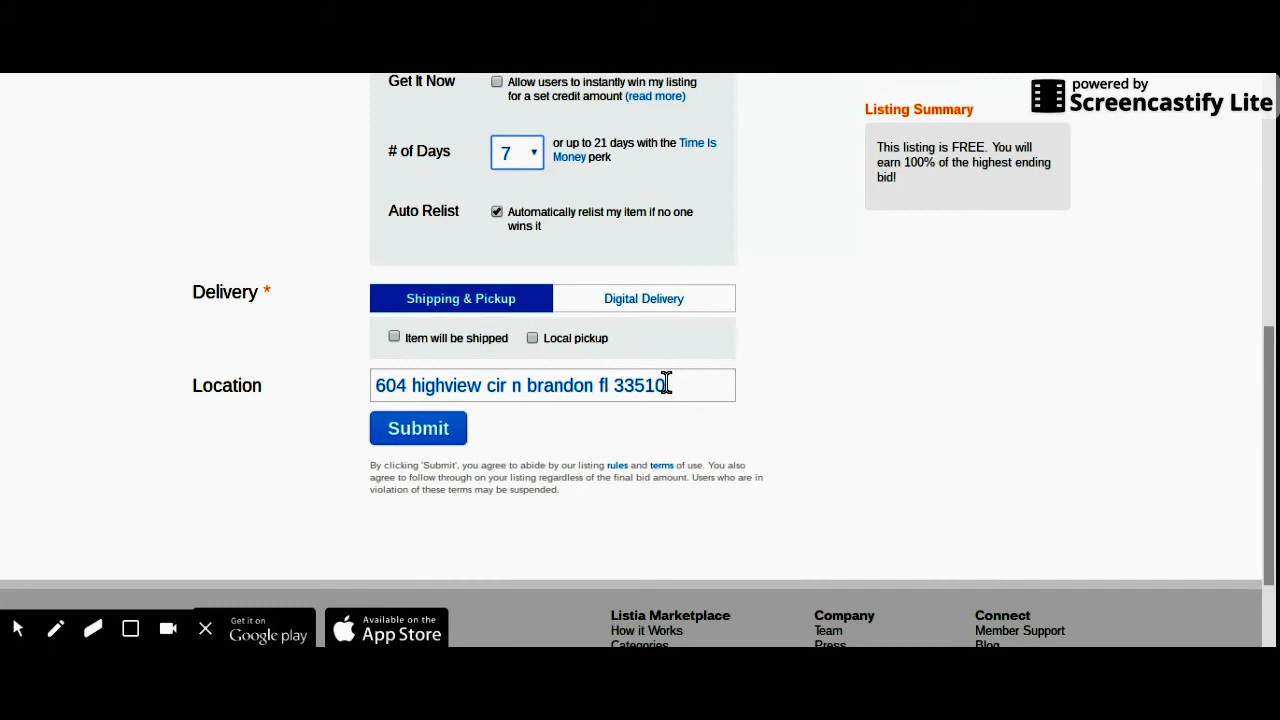 powered by
Screencastify Lite
Get It Now
Allow users to instantly win my listing
for a set credit amount (read more)
Listing Summary
This listing is FREE. You will
earn 100% of the highest ending
bid!
# of Days
7
or up to 21 days with the Time Is
Money perk
Auto Relist
Automatically relist my item if no one
wins it
Delivery *
Shipping & Pickup
Digital Delivery
Item will be shipped
Local pickup
Location
604 highview cir n brandon fl 33510
Submit
By clicking 'Submit', you agree to abide by our listing rules and terms of use. You also
agree to follow through on your listing regardless of the final bid amount. Users who are in
violation of these terms may be suspended.
Get it on
Google play
Available on the
App Store
Listia Marketplace
How it Works
Categories
Company
Team
Press
Connect
Member Support
Blog